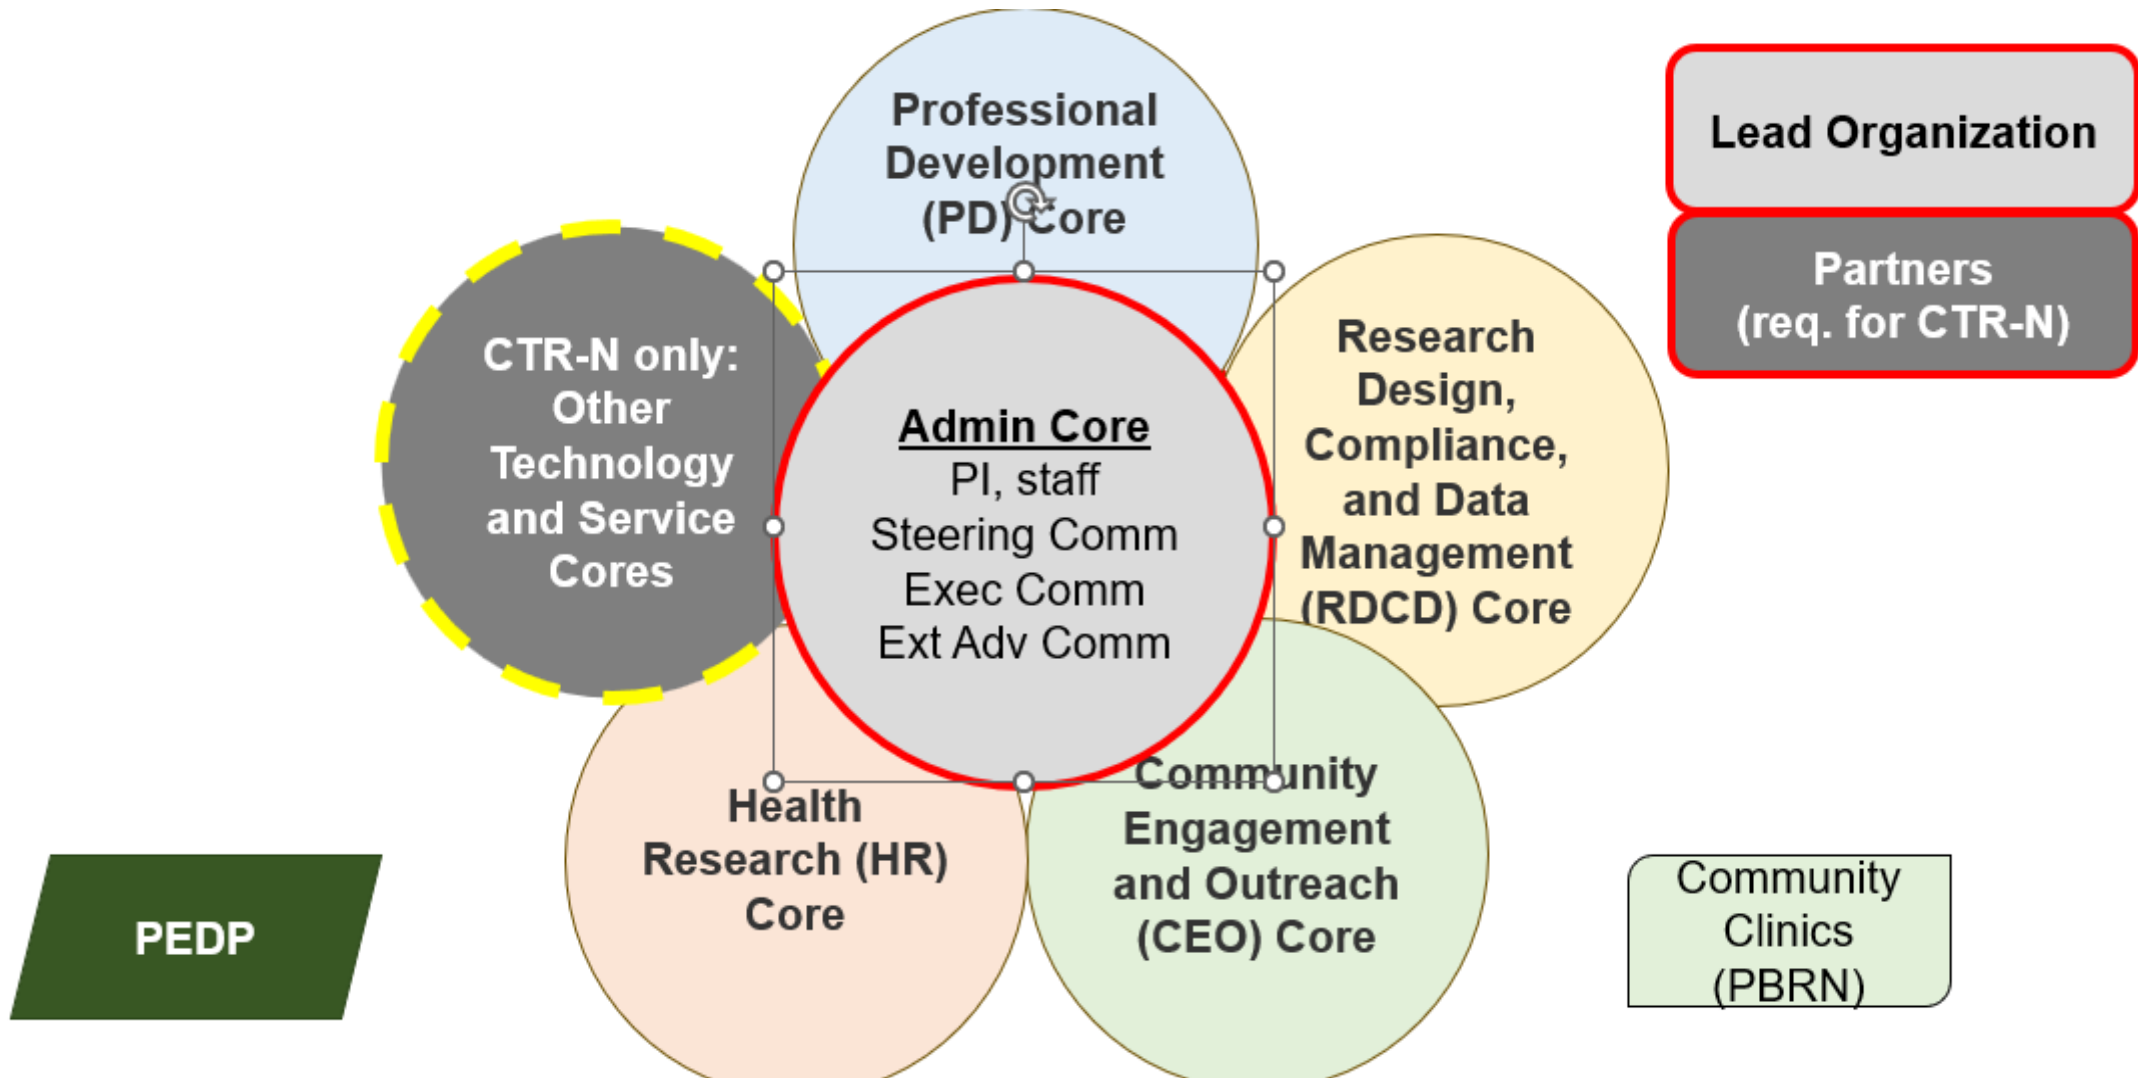 Professional
Development
(PD) Core
Lead Organization
Partners
(req. for CTR-N)
CTR-N only:
Other
Technology
and Service
Cores
Admin Core
PI, staff
Steering Comm
Exec Comm
Ext Adv Comm
Research
Design,
Compliance,
and Data
Management
(RDCD) Core
Health
Research (HR)
Core
Community
Engagement
and Outreach
(CEO) Core
PEDP
Community
Clinics
(PBRN)